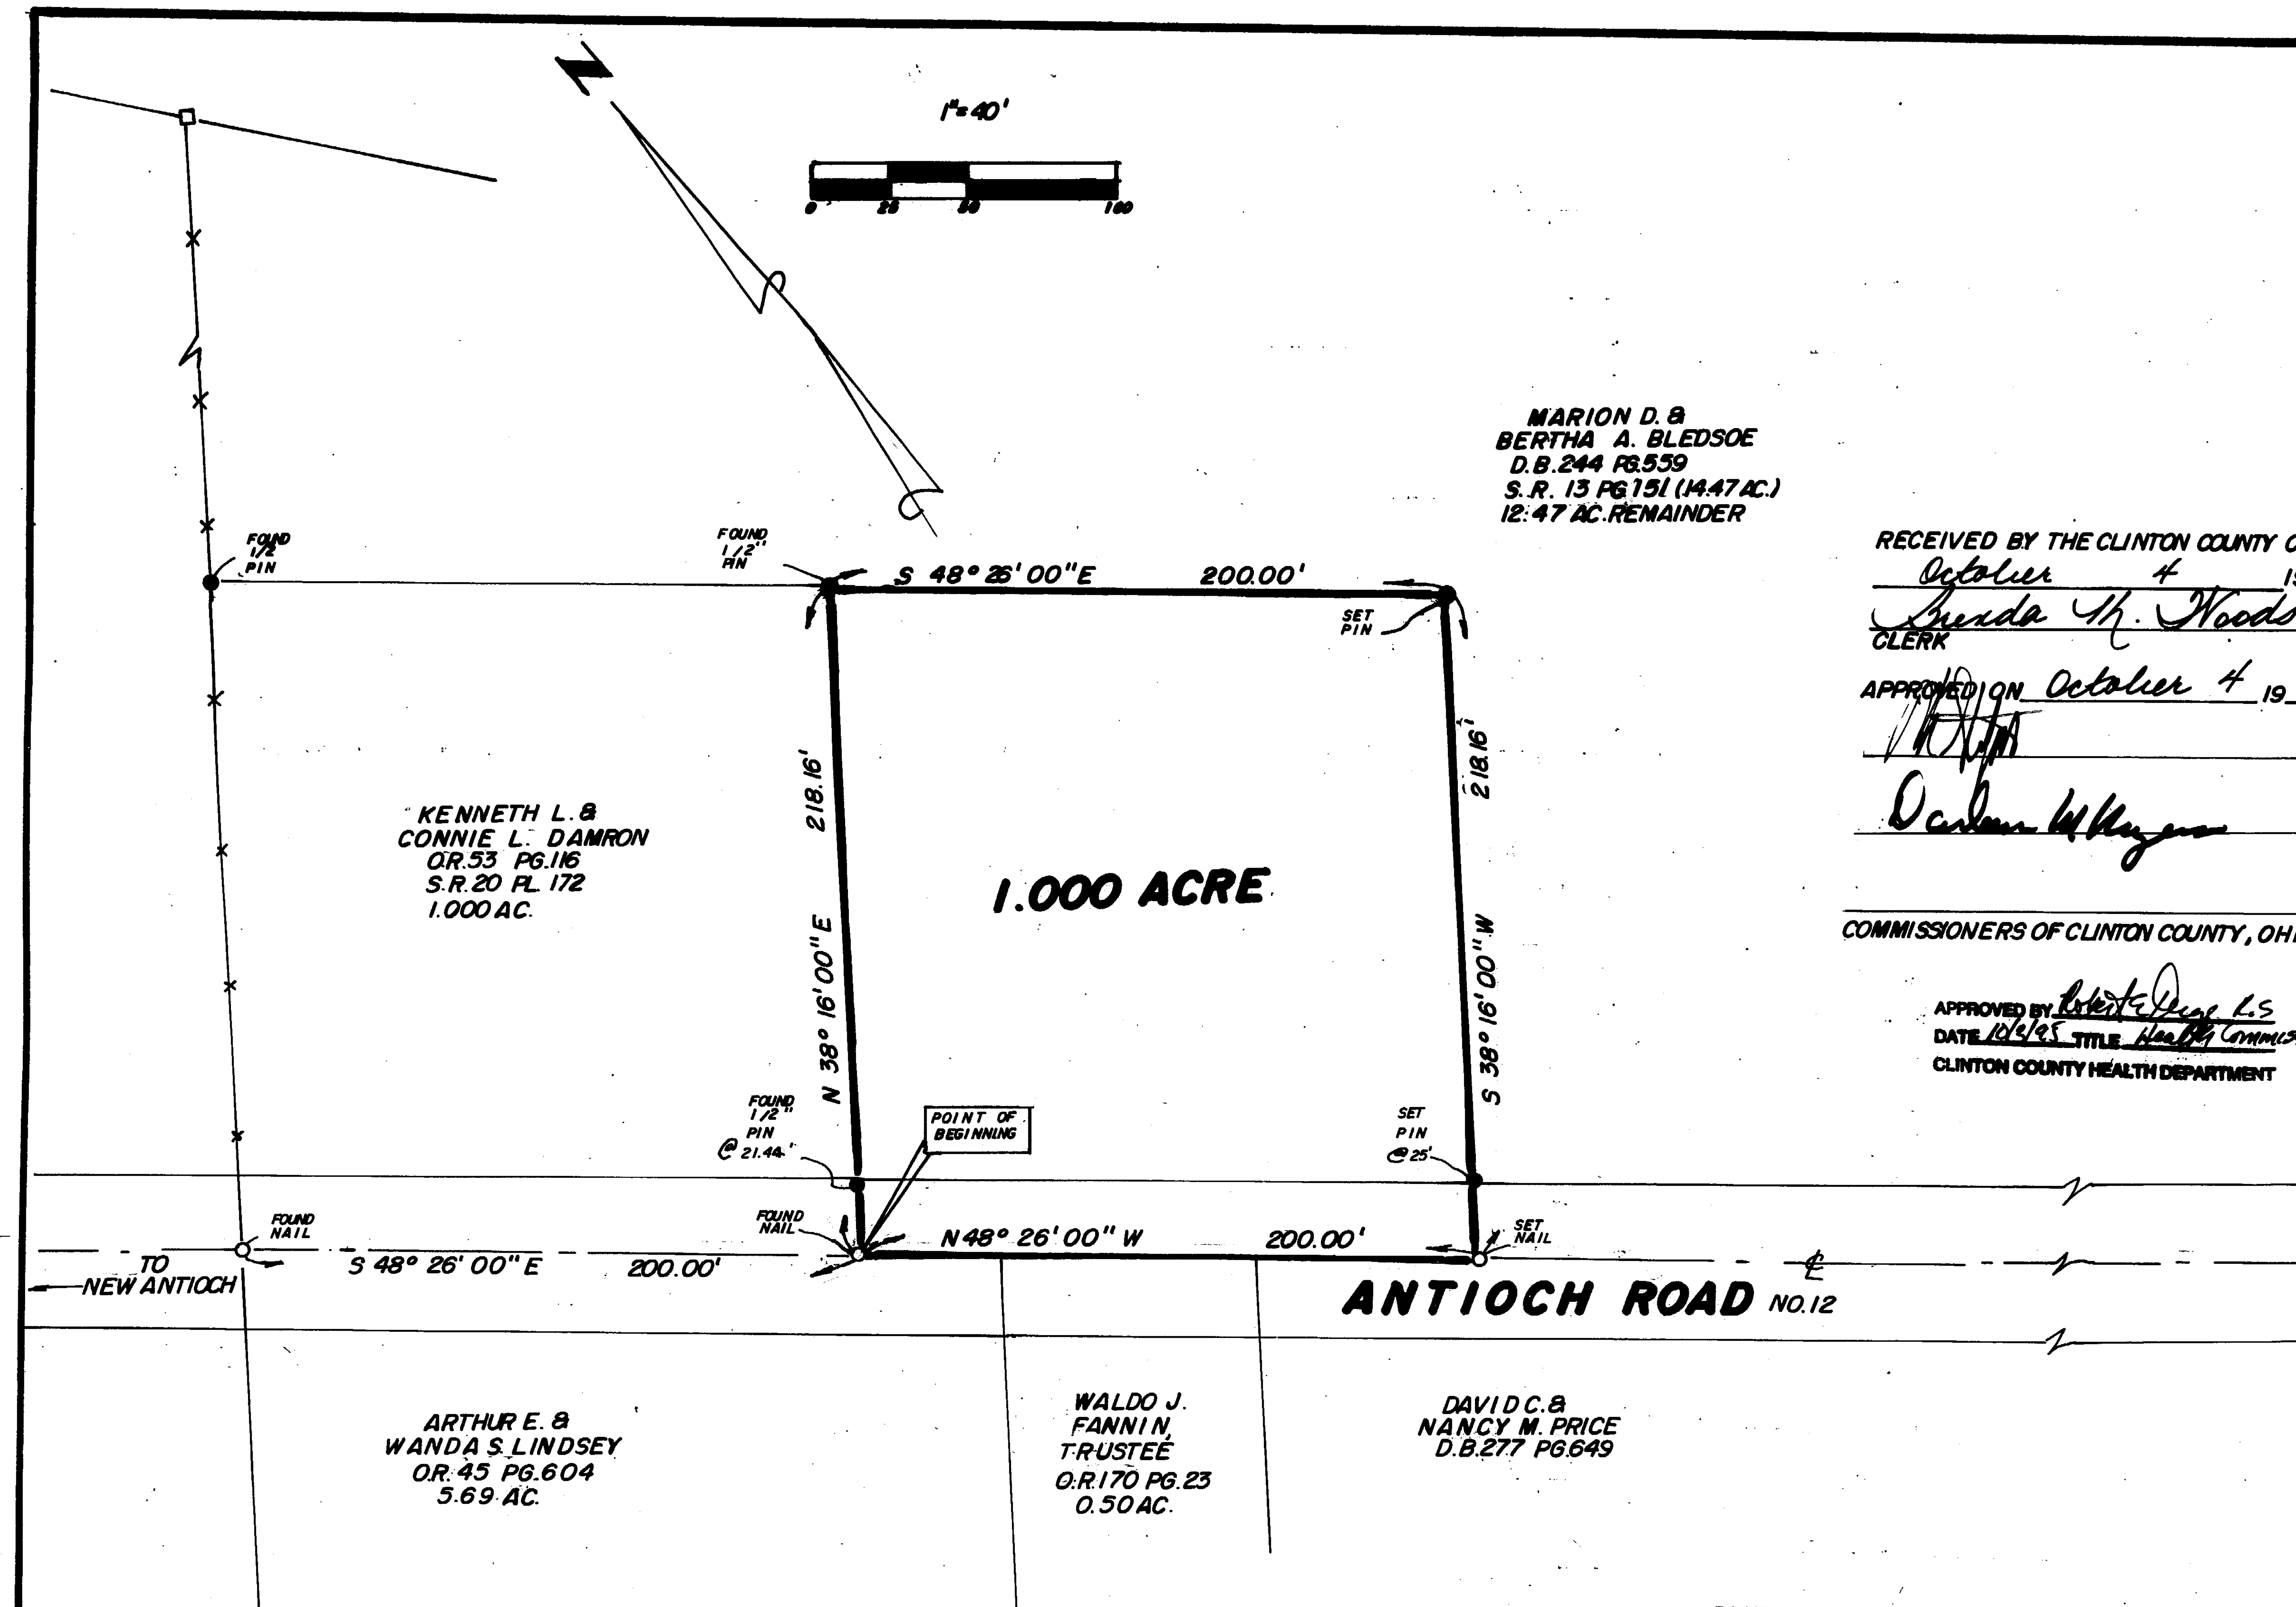 1"=40'
0 25 50 100
MARION D. &
BERTHA A. BLEDSOE
D.B.244 PG.559
S.R. 13 PG.151 (14.47 AC.)
12.47 AC. REMAINDER
RECEIVED BY THE CLINTON COUNTY C
October 4 19
Brenda M. Woods
CLERK
APPROVED ON October 4 19
COMMISSIONERS OF CLINTON COUNTY, OHI
APPROVED BY Robert E R.S
DATE 10/2/95 TITLE Health Commis
CLINTON COUNTY HEALTH DEPARTMENT
FOUND
1/2
PIN
FOUND
1/2"
PIN
S 48° 26' 00" E 200.00'
SET
PIN
218.16'
N 38° 16' 00" E
218.16'
S 38° 16' 00" W
KENNETH L. &
CONNIE L. DAMRON
O.R.53 PG.116
S.R.20 PL. 172
1.000 AC.
1.000 ACRE
FOUND
1/2"
PIN
@ 21.44'
POINT OF
BEGINNING
SET
PIN
@ 25'
FOUND
NAIL
FOUND
NAIL
N 48° 26' 00" W 200.00'
SET
NAIL
TO
NEW ANTIOCH
S 48° 26' 00" E 200.00'
ANTIOCH ROAD NO.12
ARTHUR E. &
WANDA S. LINDSEY
O.R. 45 PG.604
5.69 AC.
WALDO J.
FANNIN,
TRUSTEE
O.R.170 PG.23
0.50 AC.
DAVID C. &
NANCY M. PRICE
D.B.277 PG.649